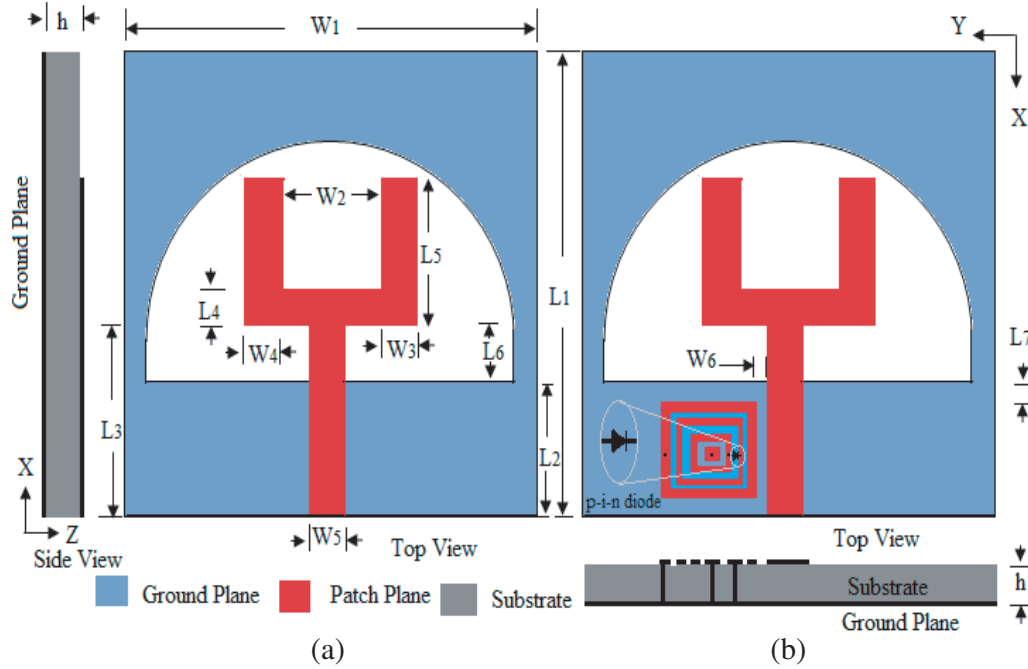 h
W1
Y
X
Ground Plane
W2
L5
L4
L1
L7
W4
W3
L6
W6
L3
L2
X
Z
W5
p-i-n diode
Side View
Top View
Top View
Ground Plane
Patch Plane
Substrate
Substrate
h
Ground Plane
(a)
(b)